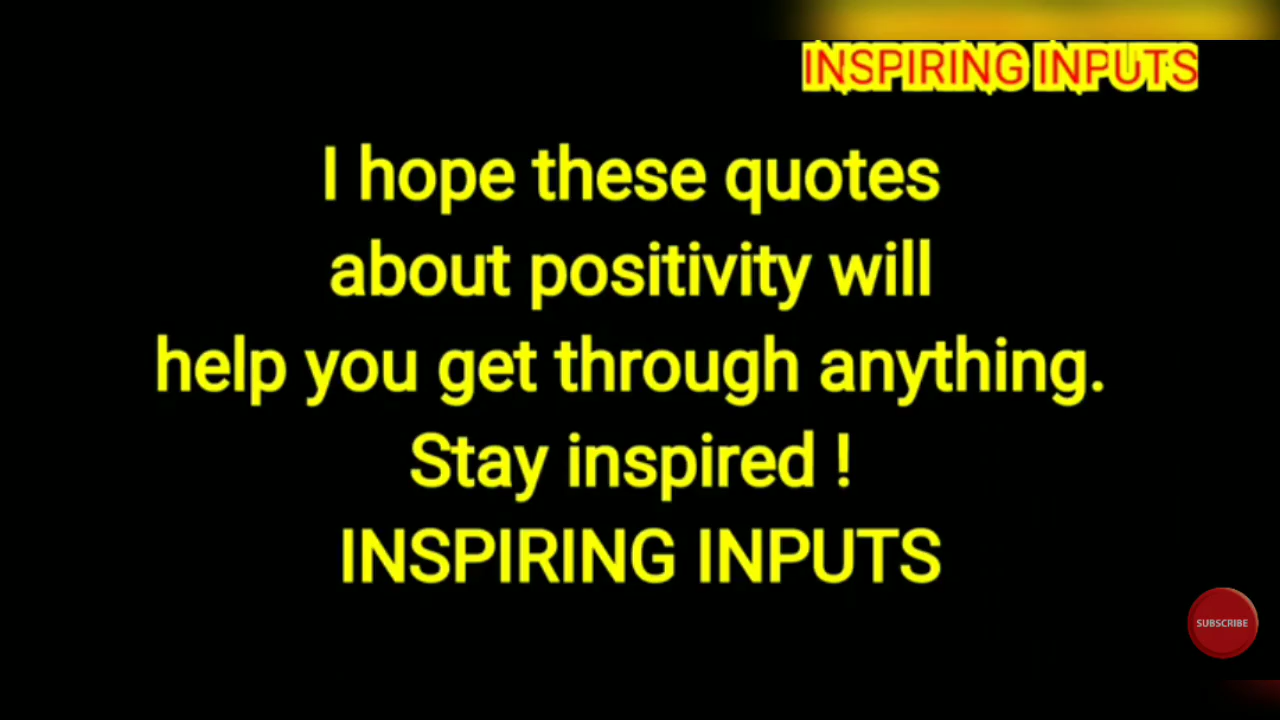 INSPIRING INPUTS
I hope these quotes
about positivity will
help you get through anything.
Stay inspired !
INSPIRING INPUTS
SUBSCRIBE